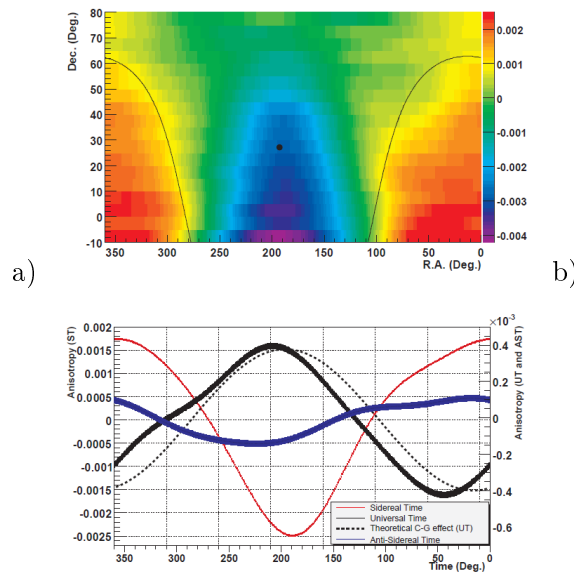 Dec. (Deg.)
80
70
60
50
40
30
20
10
0
-10
360 300 250 200 150 100 50 0
R.A. (Deg.)
0.002
0.001
0
-0.001
-0.002
-0.003
-0.004
a)
b)
Anisotropy (ST)
0.002
0.0015
0.001
0.0005
0
-0.0005
-0.001
-0.0015
-0.002
-0.0025
×10⁻³
0.4
0.2
0
-0.2
-0.4
-0.6
Anisotropy (UT and AST)
Sidereal Time
Universal Time
Theoretical C-G effect (UT)
Anti-Sidereal Time
350 300 250 200 150 100 50 0
Time (Deg.)